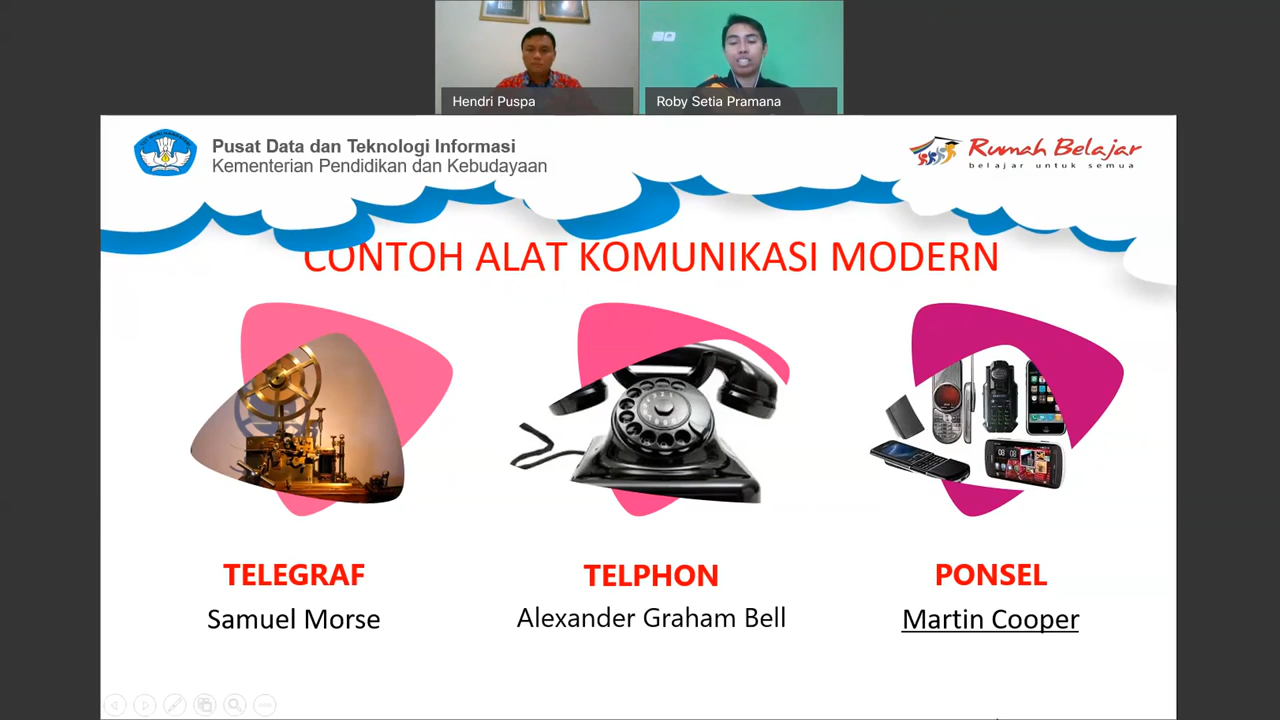 Hendri Puspa
Roby Setia Pramana
Pusat Data dan Teknologi Informasi
Kementerian Pendidikan dan Kebudayaan
Rumah Belajar
belajar untuk semua
CONTOH ALAT KOMUNIKASI MODERN
TELEGRAF
TELPHON
PONSEL
Samuel Morse
Alexander Graham Bell
Martin Cooper